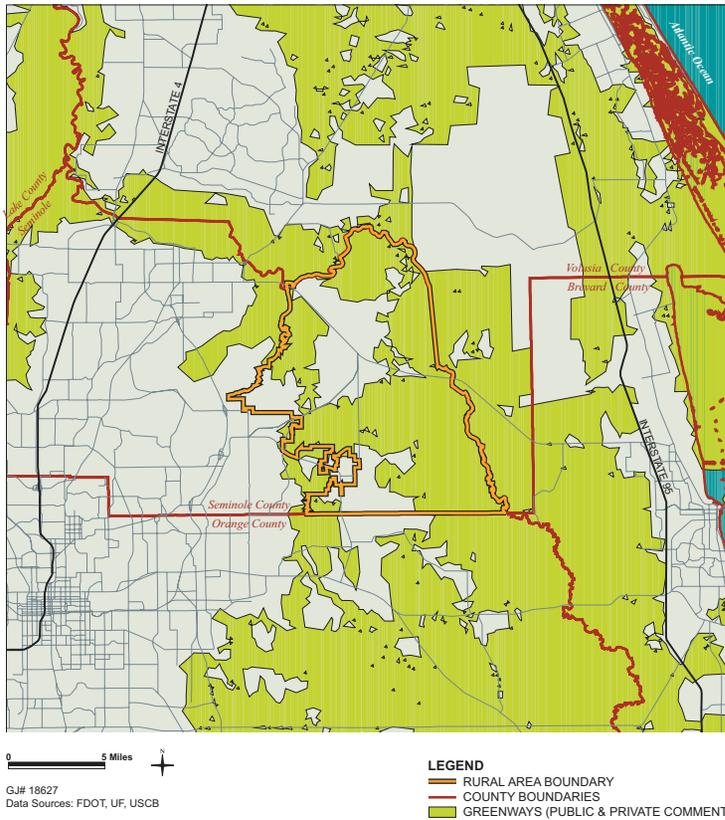 Atlantic Ocean
INTERSTATE 4
Lake County
Seminole
Volusia County
Brevard County
INTERSTATE 95
Seminole County
Orange County
0 5 Miles
N
GJ# 18627
Data Sources: FDOT, UF, USCB
LEGEND
RURAL AREA BOUNDARY
COUNTY BOUNDARIES
GREENWAYS (PUBLIC & PRIVATE COMMENT